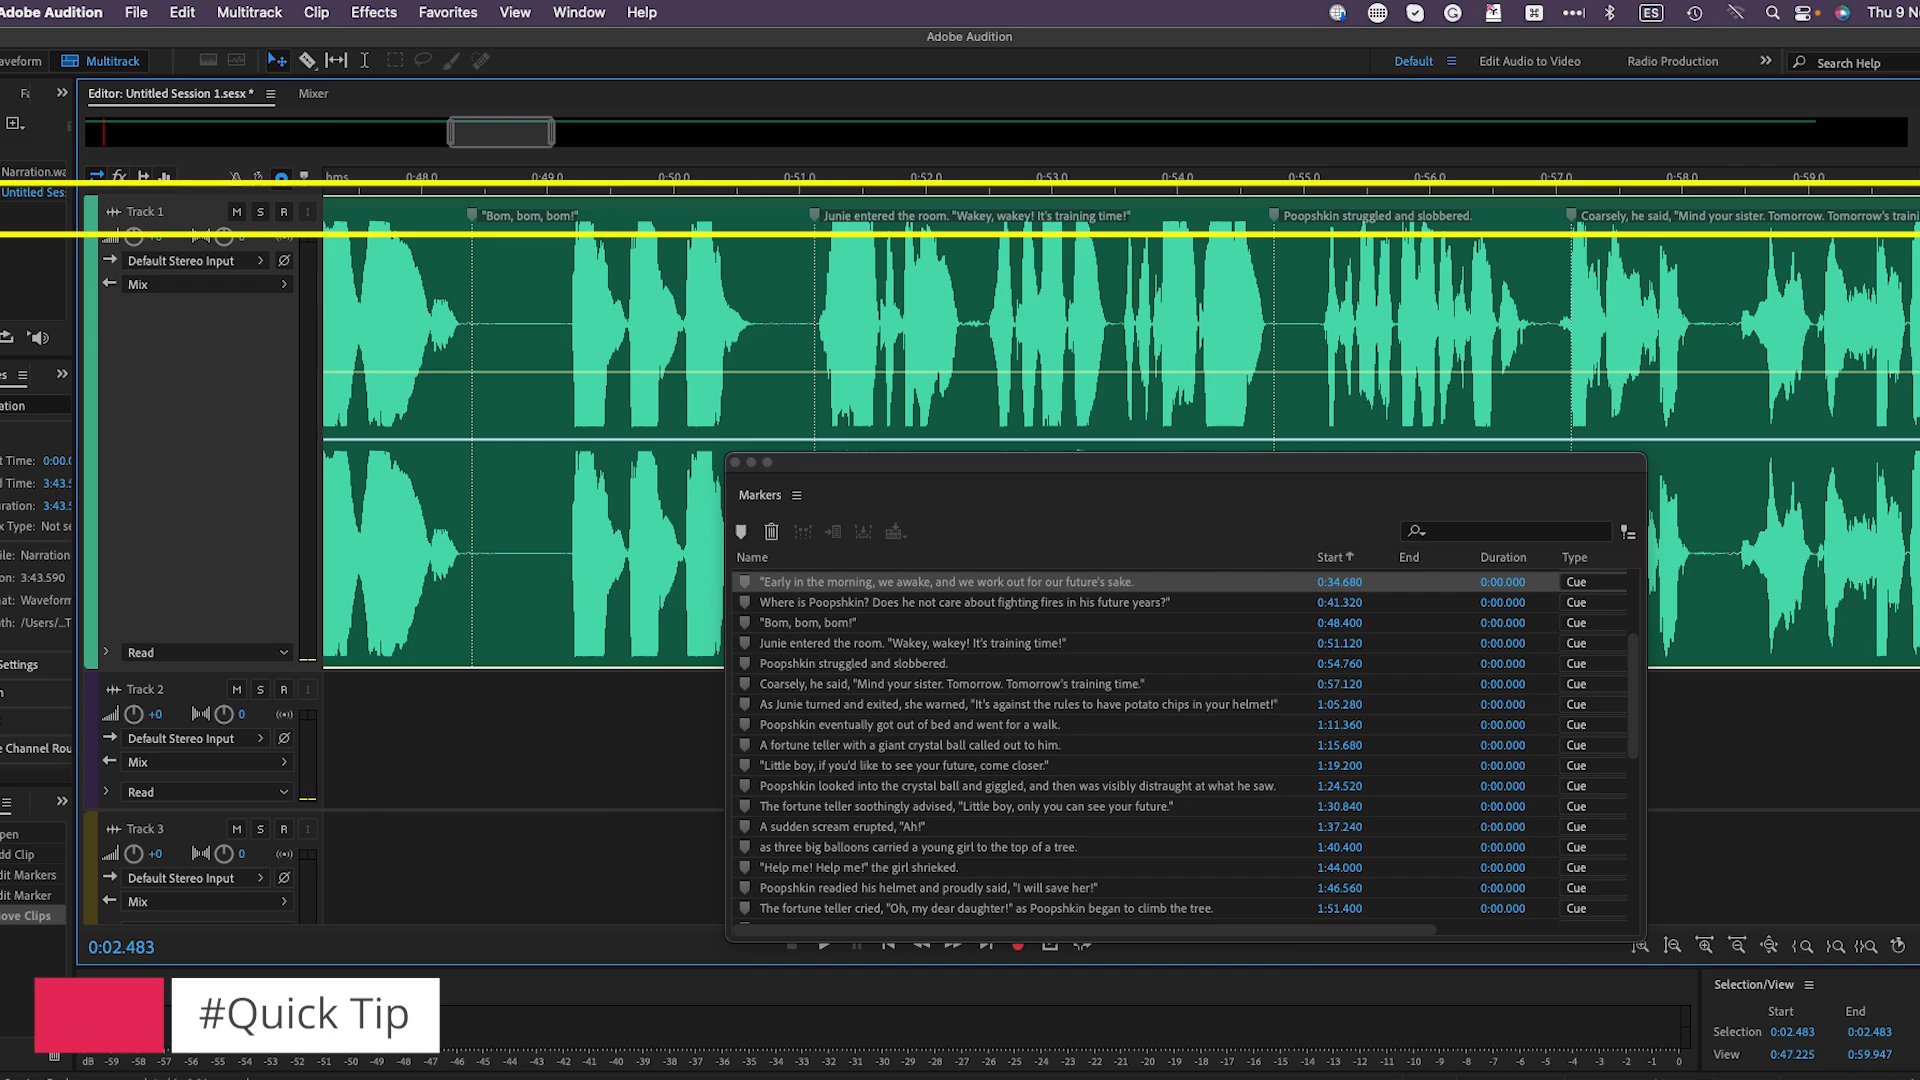 Adobe Audition File Edit Multitrack Clip Effects Favorites View Window Help ES Thu 9 N
Adobe Audition
aveform Multitrack Default Edit Audio to Video Radio Production Search Help
Editor: Untitled Session 1.sesx * Mixer
fx
Narration.wa
Untitled Ses
hms 0:48.0 0:49.0 0:50.0 0:51.0 0:52.0 0:53.0 0:54.0 0:55.0 0:56.0 0:57.0 0:58.0 0:59.0
Track 1 M S R I
"Bom, bom, bom!" Junie entered the room. "Wakey, wakey! It's training time!" Poopshkin struggled and slobbered. Coarsely, he said, "Mind your sister. Tomorrow. Tomorrow's traini
+0 0
Default Stereo Input
Mix
ation
t Time: 0:00.0
d Time: 3:43.5
uration: 3:43.5
x Type: Not se
ile: Narration
ion: 3:43.590
nat: Waveform
ath: /Users/...T
Settings
Read
Track 2 M S R I
+0 0
Default Stereo Input
e Channel Rou
Mix
Read
Track 3 M S R I
+0 0
Default Stereo Input
Mix
pen
dd Clip
dit Markers
dit Marker
ove Clips
0:02.483
Markers
Name Start End Duration Type
"Early in the morning, we awake, and we work out for our future's sake. 0:34.680 0:00.000 Cue
Where is Poopshkin? Does he not care about fighting fires in his future years?" 0:41.320 0:00.000 Cue
"Bom, bom, bom!" 0:48.400 0:00.000 Cue
Junie entered the room. "Wakey, wakey! It's training time!" 0:51.120 0:00.000 Cue
Poopshkin struggled and slobbered. 0:54.760 0:00.000 Cue
Coarsely, he said, "Mind your sister. Tomorrow. Tomorrow's training time." 0:57.120 0:00.000 Cue
As Junie turned and exited, she warned, "It's against the rules to have potato chips in your helmet!" 1:05.280 0:00.000 Cue
Poopshkin eventually got out of bed and went for a walk. 1:11.360 0:00.000 Cue
A fortune teller with a giant crystal ball called out to him. 1:15.680 0:00.000 Cue
"Little boy, if you'd like to see your future, come closer." 1:19.200 0:00.000 Cue
Poopshkin looked into the crystal ball and giggled, and then was visibly distraught at what he saw. 1:24.520 0:00.000 Cue
The fortune teller soothingly advised, "Little boy, only you can see your future." 1:30.840 0:00.000 Cue
A sudden scream erupted, "Ah!" 1:37.240 0:00.000 Cue
as three big balloons carried a young girl to the top of a tree. 1:40.400 0:00.000 Cue
"Help me! Help me!" the girl shrieked. 1:44.000 0:00.000 Cue
Poopshkin readied his helmet and proudly said, "I will save her!" 1:46.560 0:00.000 Cue
The fortune teller cried, "Oh, my dear daughter!" as Poopshkin began to climb the tree. 1:51.400 0:00.000 Cue
#Quick Tip
dB -59 -58 -57 -56 -55 -54 -53 -52 -51 -50 -49 -48 -47 -46 -45 -44 -43 -42 -41 -40 -39 -38 -37 -36 -35 -34 -33 -32 -31 -30 -29 -28 -27 -26 -25 -24 -23 -22 -21 -20 -19 -18 -17 -16 -15 -14 -13 -12 -11 -10 -9 -8 -7 -6 -5 -4 -3 -2 -1 0
Selection/View
Start End
Selection 0:02.483 0:02.483
View 0:47.225 0:59.947